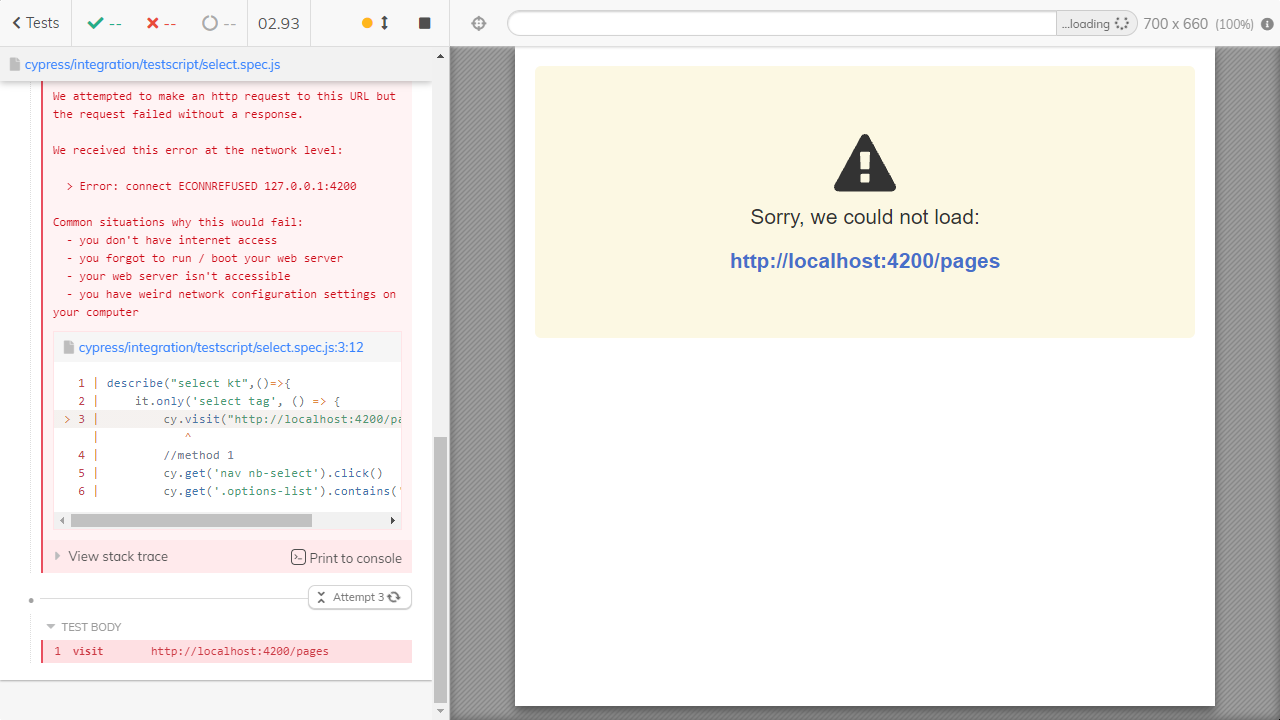 Tests
--
--
--
02.93
...loading
700 x 660 (100%)
cypress/integration/testscript/select.spec.js
We attempted to make an http request to this URL but
the request failed without a response.
We received this error at the network level:
> Error: connect ECONNREFUSED 127.0.0.1:4200
Common situations why this would fail:
- you don't have internet access
- you forgot to run / boot your web server
- your web server isn't accessible
- you have weird network configuration settings on
your computer
cypress/integration/testscript/select.spec.js:3:12
1 | describe("select kt",()=>{
2 |     it.only('select tag', () => {
> 3 |         cy.visit("http://localhost:4200/pa
|            ^
4 |         //method 1
5 |         cy.get('nav nb-select').click()
6 |         cy.get('.options-list').contains('
View stack trace
Print to console
Attempt 3
TEST BODY
1 visit http://localhost:4200/pages
Sorry, we could not load:
http://localhost:4200/pages